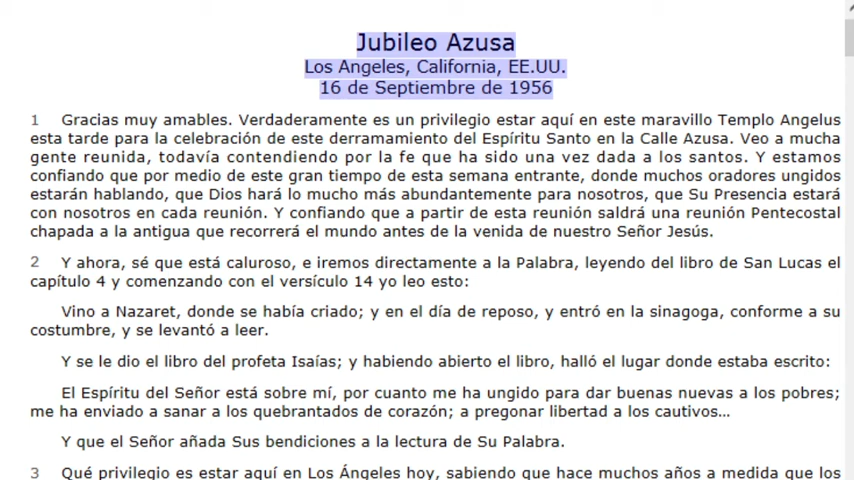 Jubileo Azusa
Los Angeles, California, EE.UU.
16 de Septiembre de 1956
1 Gracias muy amables. Verdaderamente es un privilegio estar aquí en este maravillo Templo Angelus
esta tarde para la celebración de este derramamiento del Espíritu Santo en la Calle Azusa. Veo a mucha
gente reunida, todavía contendiendo por la fe que ha sido una vez dada a los santos. Y estamos
confiando que por medio de este gran tiempo de esta semana entrante, donde muchos oradores ungidos
estarán hablando, que Dios hará lo mucho más abundantemente para nosotros, que Su Presencia estará
con nosotros en cada reunión. Y confiando que a partir de esta reunión saldrá una reunión Pentecostal
chapada a la antigua que recorrerá el mundo antes de la venida de nuestro Señor Jesús.
2 Y ahora, sé que está caluroso, e iremos directamente a la Palabra, leyendo del libro de San Lucas el
capítulo 4 y comenzando con el versículo 14 yo leo esto:
Vino a Nazaret, donde se había criado; y en el día de reposo, y entró en la sinagoga, conforme a su
costumbre, y se levantó a leer.
Y se le dio el libro del profeta Isaías; y habiendo abierto el libro, halló el lugar donde estaba escrito:
El Espíritu del Señor está sobre mí, por cuanto me ha ungido para dar buenas nuevas a los pobres;
me ha enviado a sanar a los quebrantados de corazón; a pregonar libertad a los cautivos...
Y que el Señor añada Sus bendiciones a la lectura de Su Palabra.
3 Qué privilegio es estar aquí en Los Ángeles hoy, sabiendo que hace muchos años a medida que los